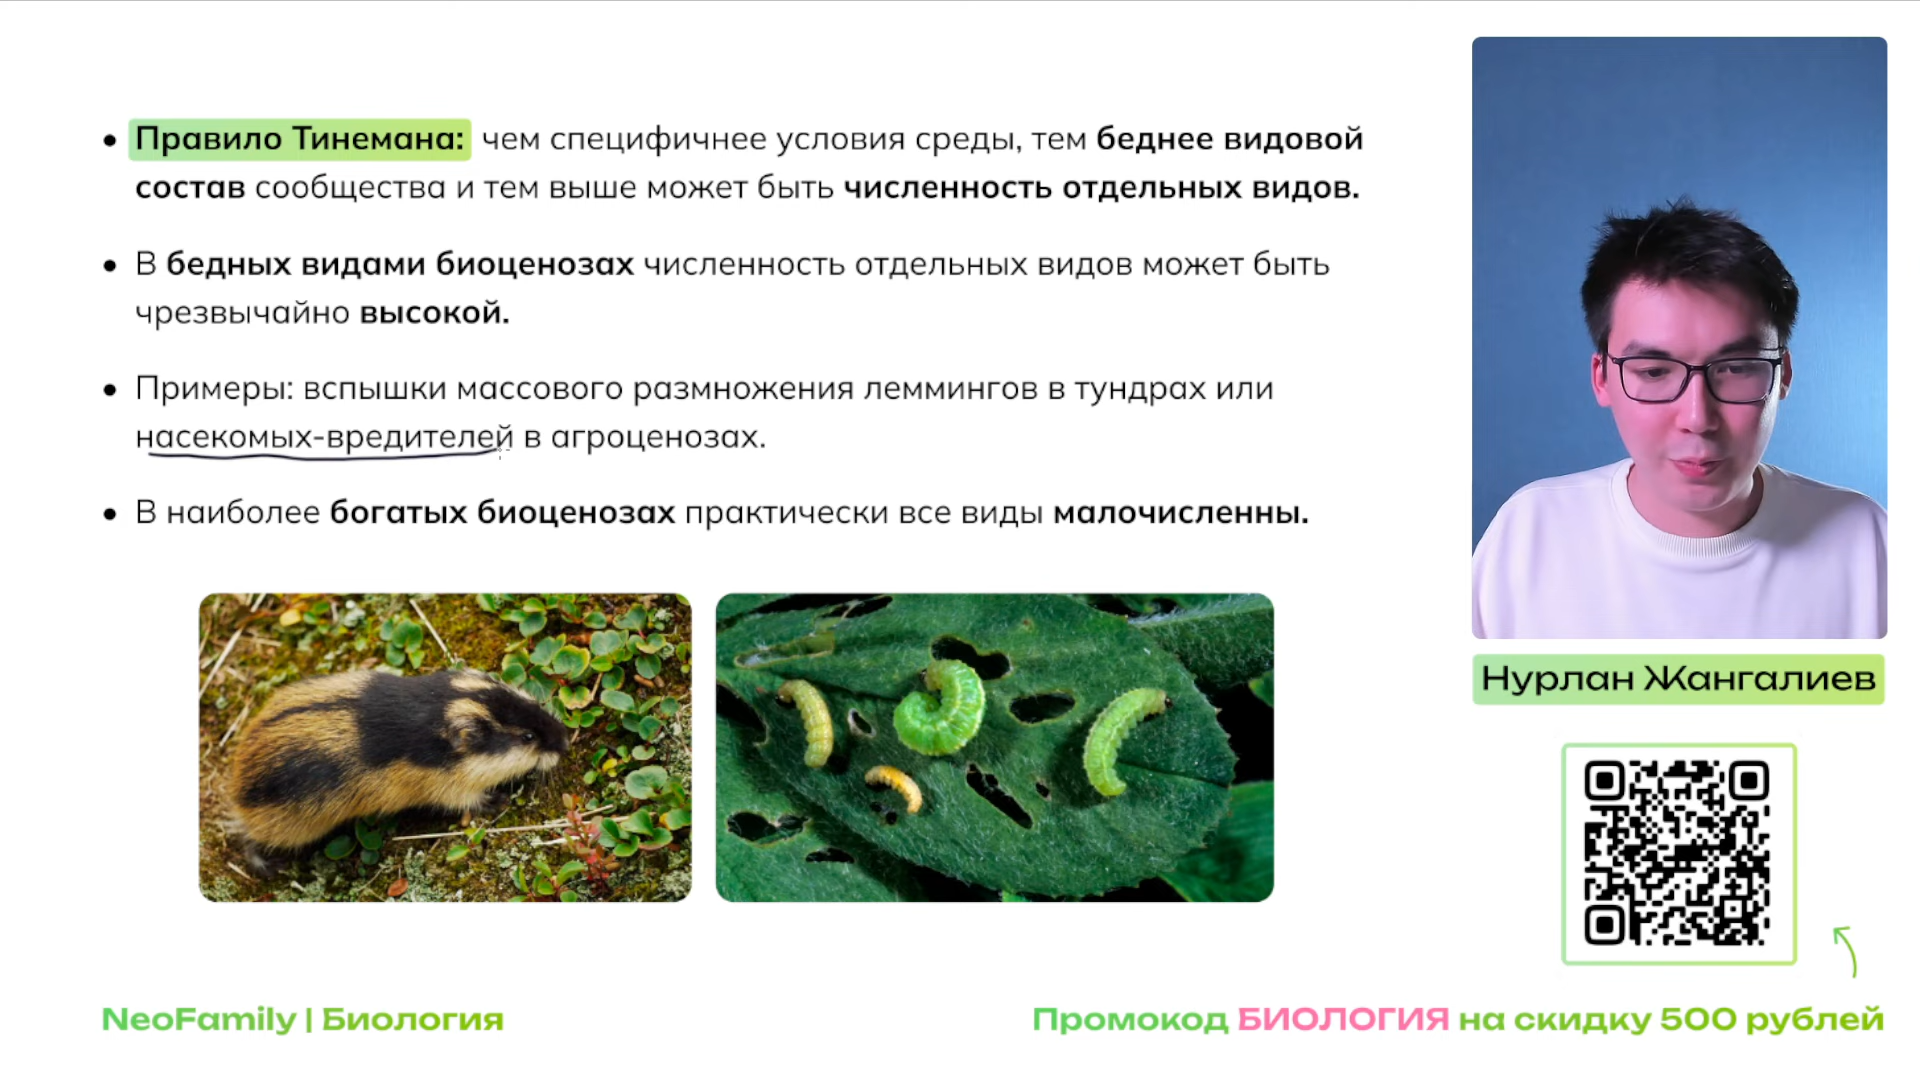 • Правило Тинемана: чем специфичнее условия среды, тем беднее видовой
состав сообщества и тем выше может быть численность отдельных видов.
• В бедных видами биоценозах численность отдельных видов может быть
чрезвычайно высокой.
• Примеры: вспышки массового размножения леммингов в тундрах или
насекомых-вредителей в агроценозах.
• В наиболее богатых биоценозах практически все виды малочисленны.
Нурлан Жангалиев
NeoFamily | Биология
Промокод БИОЛОГИЯ на скидку 500 рублей